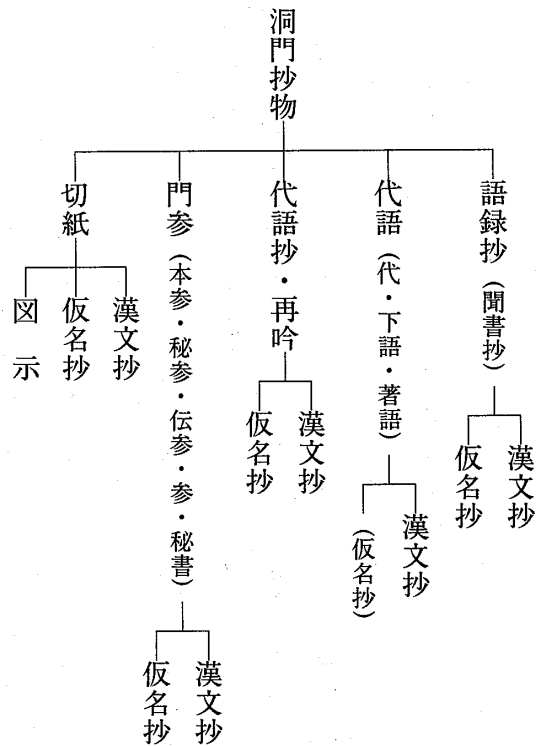 洞門抄物
語録抄（聞書抄）
漢文抄
仮名抄
代語（代・下語・著語）
漢文抄
（仮名抄）
代語抄・再吟
漢文抄
仮名抄
門参（本参・秘参・伝参・参・秘書）
漢文抄
仮名抄
切紙
漢文抄
仮名抄
図示